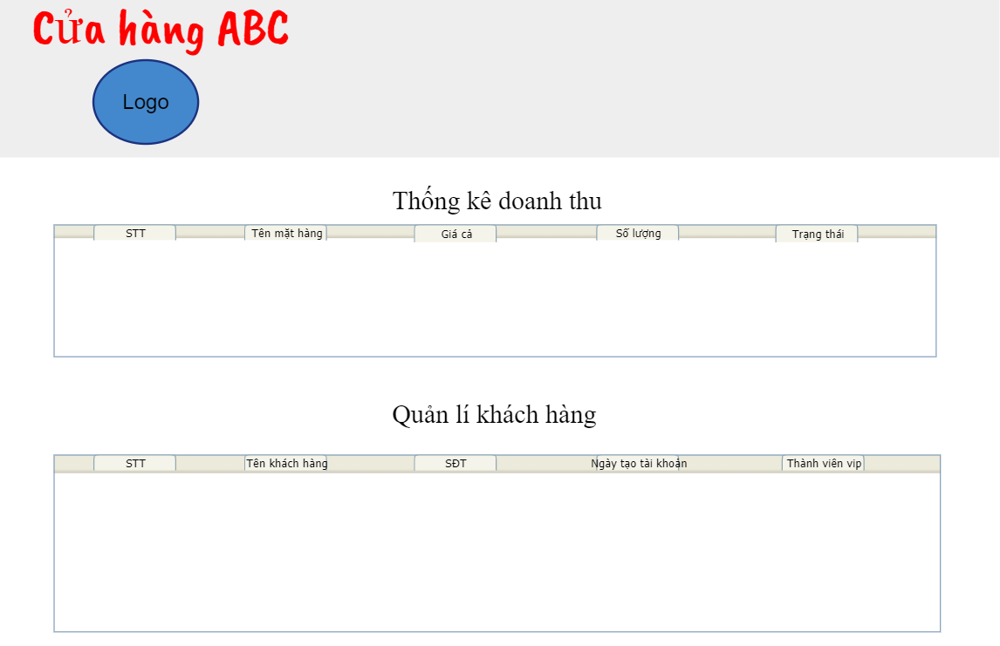 Cửa hàng ABC
Logo
Thống kê doanh thu
STT Tên mặt hàng Giá cả Số lượng Trạng thái
Quản lí khách hàng
STT Tên khách hàng SĐT Ngày tạo tài khoản Thành viên vip